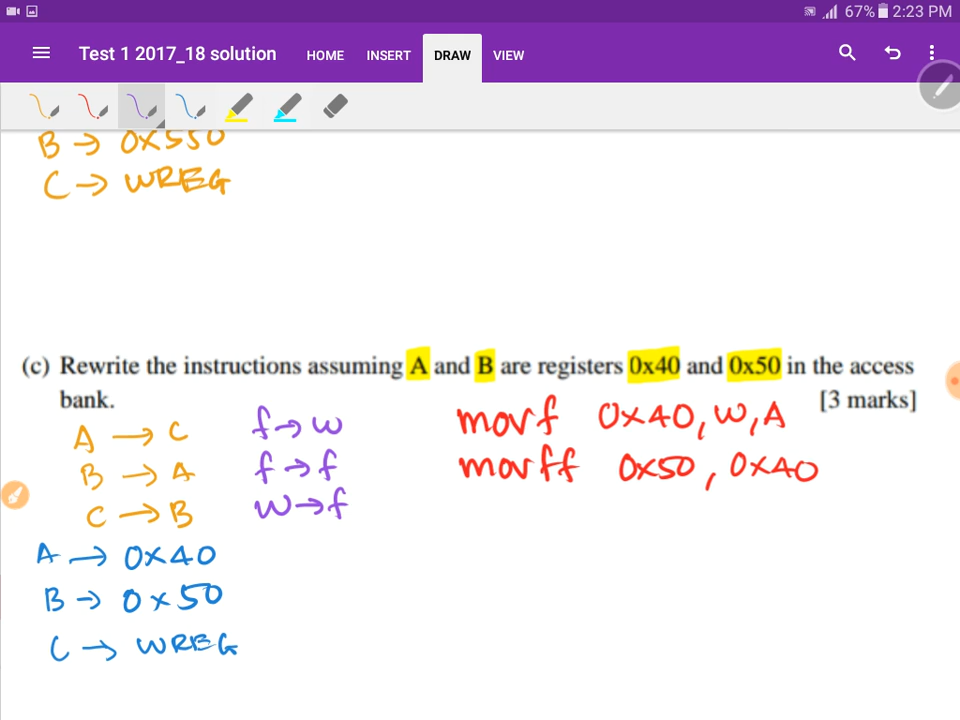 67% 2:23 PM
Test 1 2017_18 solution HOME INSERT DRAW VIEW
B → 0x550
C → WREG
(c) Rewrite the instructions assuming A and B are registers 0x40 and 0x50 in the access
bank. [3 marks]
A → C f → w movf 0x40, W, A
B → A f → f movff 0x50, 0x40
C → B w → f
A → 0x40
B → 0x50
C → WREG